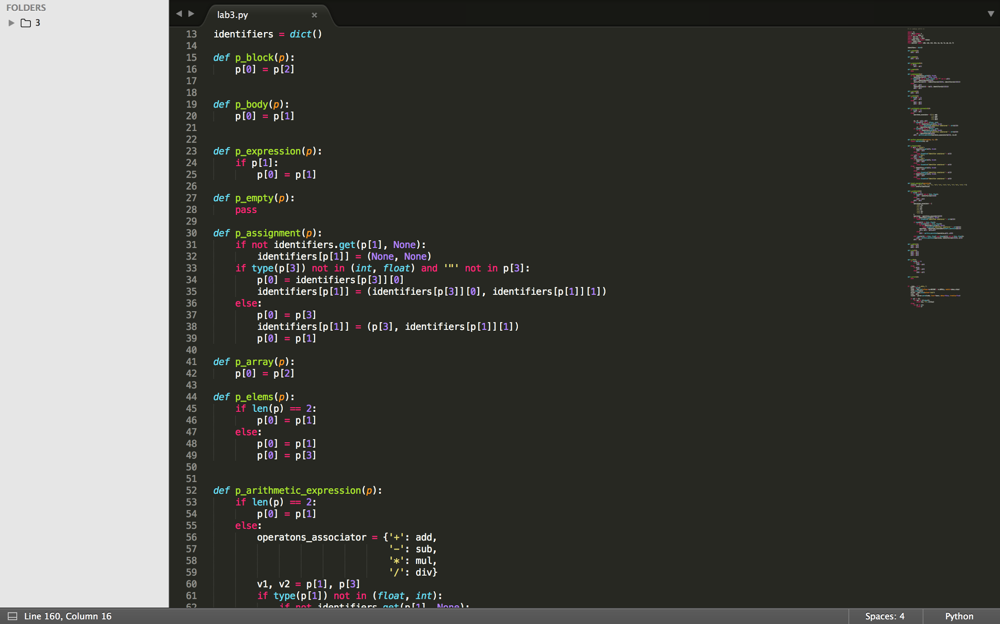 FOLDERS
3
lab3.py
13 identifiers = dict()
14
15 def p_block(p):
16     p[0] = p[2]
17
18
19 def p_body(p):
20     p[0] = p[1]
21
22
23 def p_expression(p):
24     if p[1]:
25         p[0] = p[1]
26
27 def p_empty(p):
28     pass
29
30 def p_assignment(p):
31     if not identifiers.get(p[1], None):
32         identifiers[p[1]] = (None, None)
33     if type(p[3]) not in (int, float) and '"' not in p[3]:
34         p[0] = identifiers[p[3]][0]
35         identifiers[p[1]] = (identifiers[p[3]][0], identifiers[p[1]][1])
36     else:
37         p[0] = p[3]
38         identifiers[p[1]] = (p[3], identifiers[p[1]][1])
39         p[0] = p[1]
40
41 def p_array(p):
42     p[0] = p[2]
43
44 def p_elems(p):
45     if len(p) == 2:
46         p[0] = p[1]
47     else:
48         p[0] = p[1]
49         p[0] = p[3]
50
51
52 def p_arithmetic_expression(p):
53     if len(p) == 2:
54         p[0] = p[1]
55     else:
56         operatons_associator = {'+': add,
57                                 '-': sub,
58                                 '*': mul,
59                                 '/': div}
60         v1, v2 = p[1], p[3]
61         if type(p[1]) not in (float, int):
62             if not identifiers.get(p[1], None):
Line 160, Column 16
Spaces: 4
Python